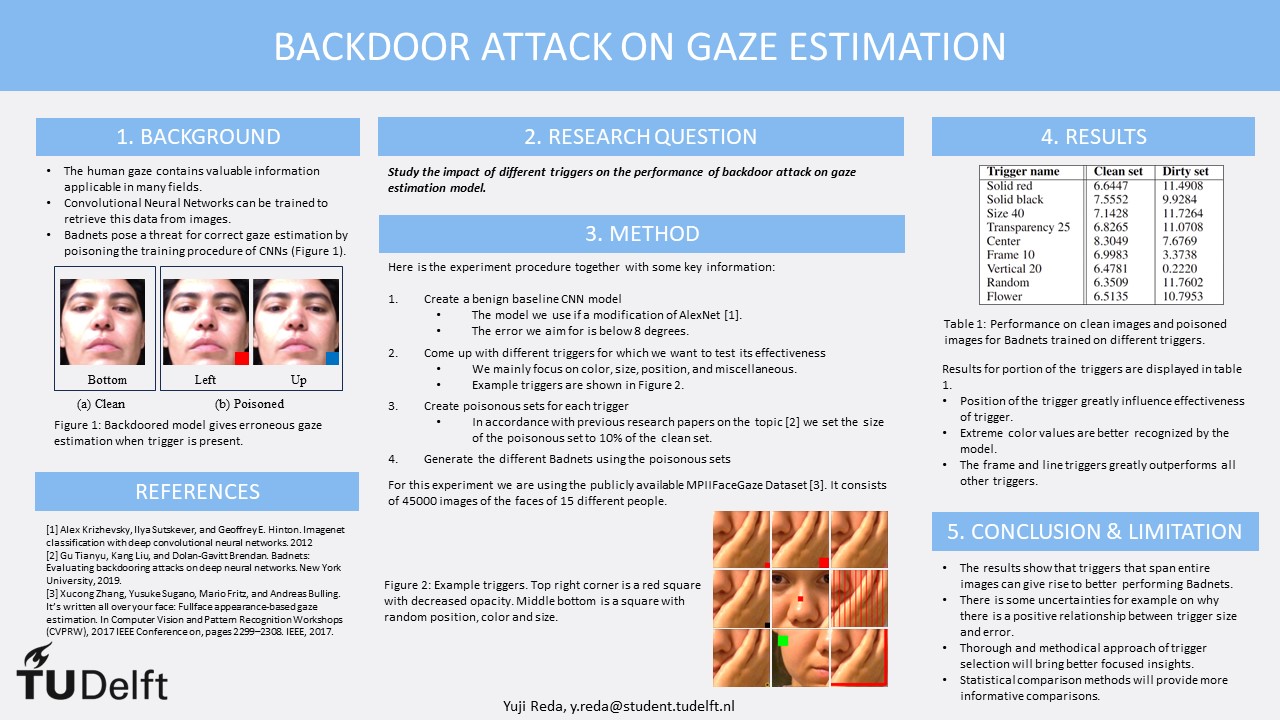 BACKDOOR ATTACK ON GAZE ESTIMATION
1. BACKGROUND
• The human gaze contains valuable information
applicable in many fields.
• Convolutional Neural Networks can be trained to
retrieve this data from images.
• Badnets pose a threat for correct gaze estimation by
poisoning the training procedure of CNNs (Figure 1).
Bottom Left Up
(a) Clean (b) Poisoned
Figure 1: Backdoored model gives erroneous gaze
estimation when trigger is present.
REFERENCES
[1] Alex Krizhevsky, Ilya Sutskever, and Geoffrey E. Hinton. Imagenet
classification with deep convolutional neural networks. 2012
[2] Gu Tianyu, Kang Liu, and Dolan-Gavitt Brendan. Badnets:
Evaluating backdooring attacks on deep neural networks. New York
University, 2019.
[3] Xucong Zhang, Yusuke Sugano, Mario Fritz, and Andreas Bulling.
It's written all over your face: Fullface appearance-based gaze
estimation. In Computer Vision and Pattern Recognition Workshops
(CVPRW), 2017 IEEE Conference on, pages 2299–2308. IEEE, 2017.
TUDelft
2. RESEARCH QUESTION
Study the impact of different triggers on the performance of backdoor attack on gaze
estimation model.
3. METHOD
Here is the experiment procedure together with some key information:
1. Create a benign baseline CNN model
• The model we use if a modification of AlexNet [1].
• The error we aim for is below 8 degrees.
2. Come up with different triggers for which we want to test its effectiveness
• We mainly focus on color, size, position, and miscellaneous.
• Example triggers are shown in Figure 2.
3. Create poisonous sets for each trigger
• In accordance with previous research papers on the topic [2] we set the size
of the poisonous set to 10% of the clean set.
4. Generate the different Badnets using the poisonous sets
For this experiment we are using the publicly available MPIIFaceGaze Dataset [3]. It consists
of 45000 images of the faces of 15 different people.
Figure 2: Example triggers. Top right corner is a red square
with decreased opacity. Middle bottom is a square with
random position, color and size.
Yuji Reda, y.reda@student.tudelft.nl
4. RESULTS
Trigger name Clean set Dirty set
Solid red 6.6447 11.4908
Solid black 7.5552 9.9284
Size 40 7.1428 11.7264
Transparency 25 6.8265 11.0708
Center 8.3049 7.6769
Frame 10 6.9983 3.3738
Vertical 20 6.4781 0.2220
Random 6.3509 11.7602
Flower 6.5135 10.7953
Table 1: Performance on clean images and poisoned
images for Badnets trained on different triggers.
Results for portion of the triggers are displayed in table
1.
• Position of the trigger greatly influence effectiveness
of trigger.
• Extreme color values are better recognized by the
model.
• The frame and line triggers greatly outperforms all
other triggers.
5. CONCLUSION & LIMITATION
• The results show that triggers that span entire
images can give rise to better performing Badnets.
• There is some uncertainties for example on why
there is a positive relationship between trigger size
and error.
• Thorough and methodical approach of trigger
selection will bring better focused insights.
• Statistical comparison methods will provide more
informative comparisons.